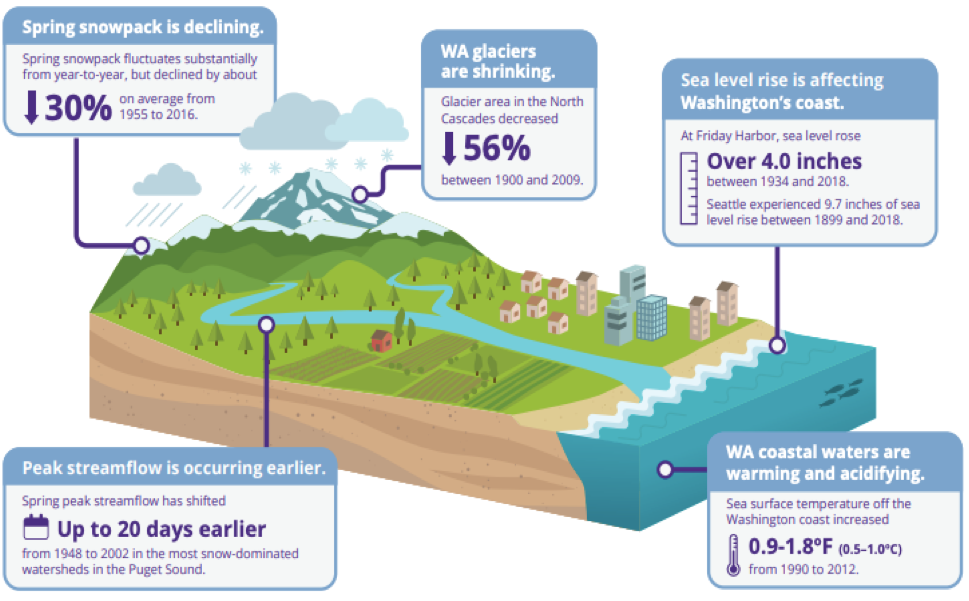 Spring snowpack is declining.
Spring snowpack fluctuates substantially
from year-to-year, but declined by about
30% on average from
1955 to 2016.
WA glaciers
are shrinking.
Glacier area in the North
Cascades decreased
56%
between 1900 and 2009.
Sea level rise is affecting
Washington's coast.
At Friday Harbor, sea level rose
Over 4.0 inches
between 1934 and 2018.
Seattle experienced 9.7 inches of sea
level rise between 1899 and 2018.
Peak streamflow is occurring earlier.
Spring peak streamflow has shifted
Up to 20 days earlier
from 1948 to 2002 in the most snow-dominated
watersheds in the Puget Sound.
WA coastal waters are
warming and acidifying.
Sea surface temperature off the
Washington coast increased
0.9-1.8°F (0.5–1.0°C)
from 1990 to 2012.